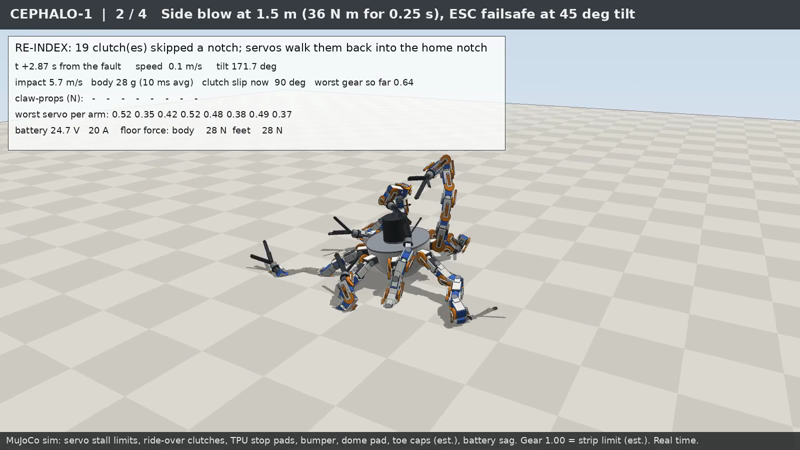 CEPHALO-1 | 2 / 4 Side blow at 1.5 m (36 N m for 0.25 s), ESC failsafe at 45 deg tilt
RE-INDEX: 19 clutch(es) skipped a notch; servos walk them back into the home notch
t +2.87 s from the fault speed 0.1 m/s tilt 171.7 deg
impact 5.7 m/s body 28 g (10 ms avg) clutch slip now 90 deg worst gear so far 0.64
claw-props (N): - - - - - - - -
worst servo per arm: 0.52 0.35 0.42 0.52 0.48 0.38 0.49 0.37
battery 24.7 V 20 A floor force: body 28 N feet 28 N
MuJoCo sim: servo stall limits, ride-over clutches, TPU stop pads, bumper, dome pad, toe caps (est.), battery sag. Gear 1.00 = strip limit (est.). Real time.